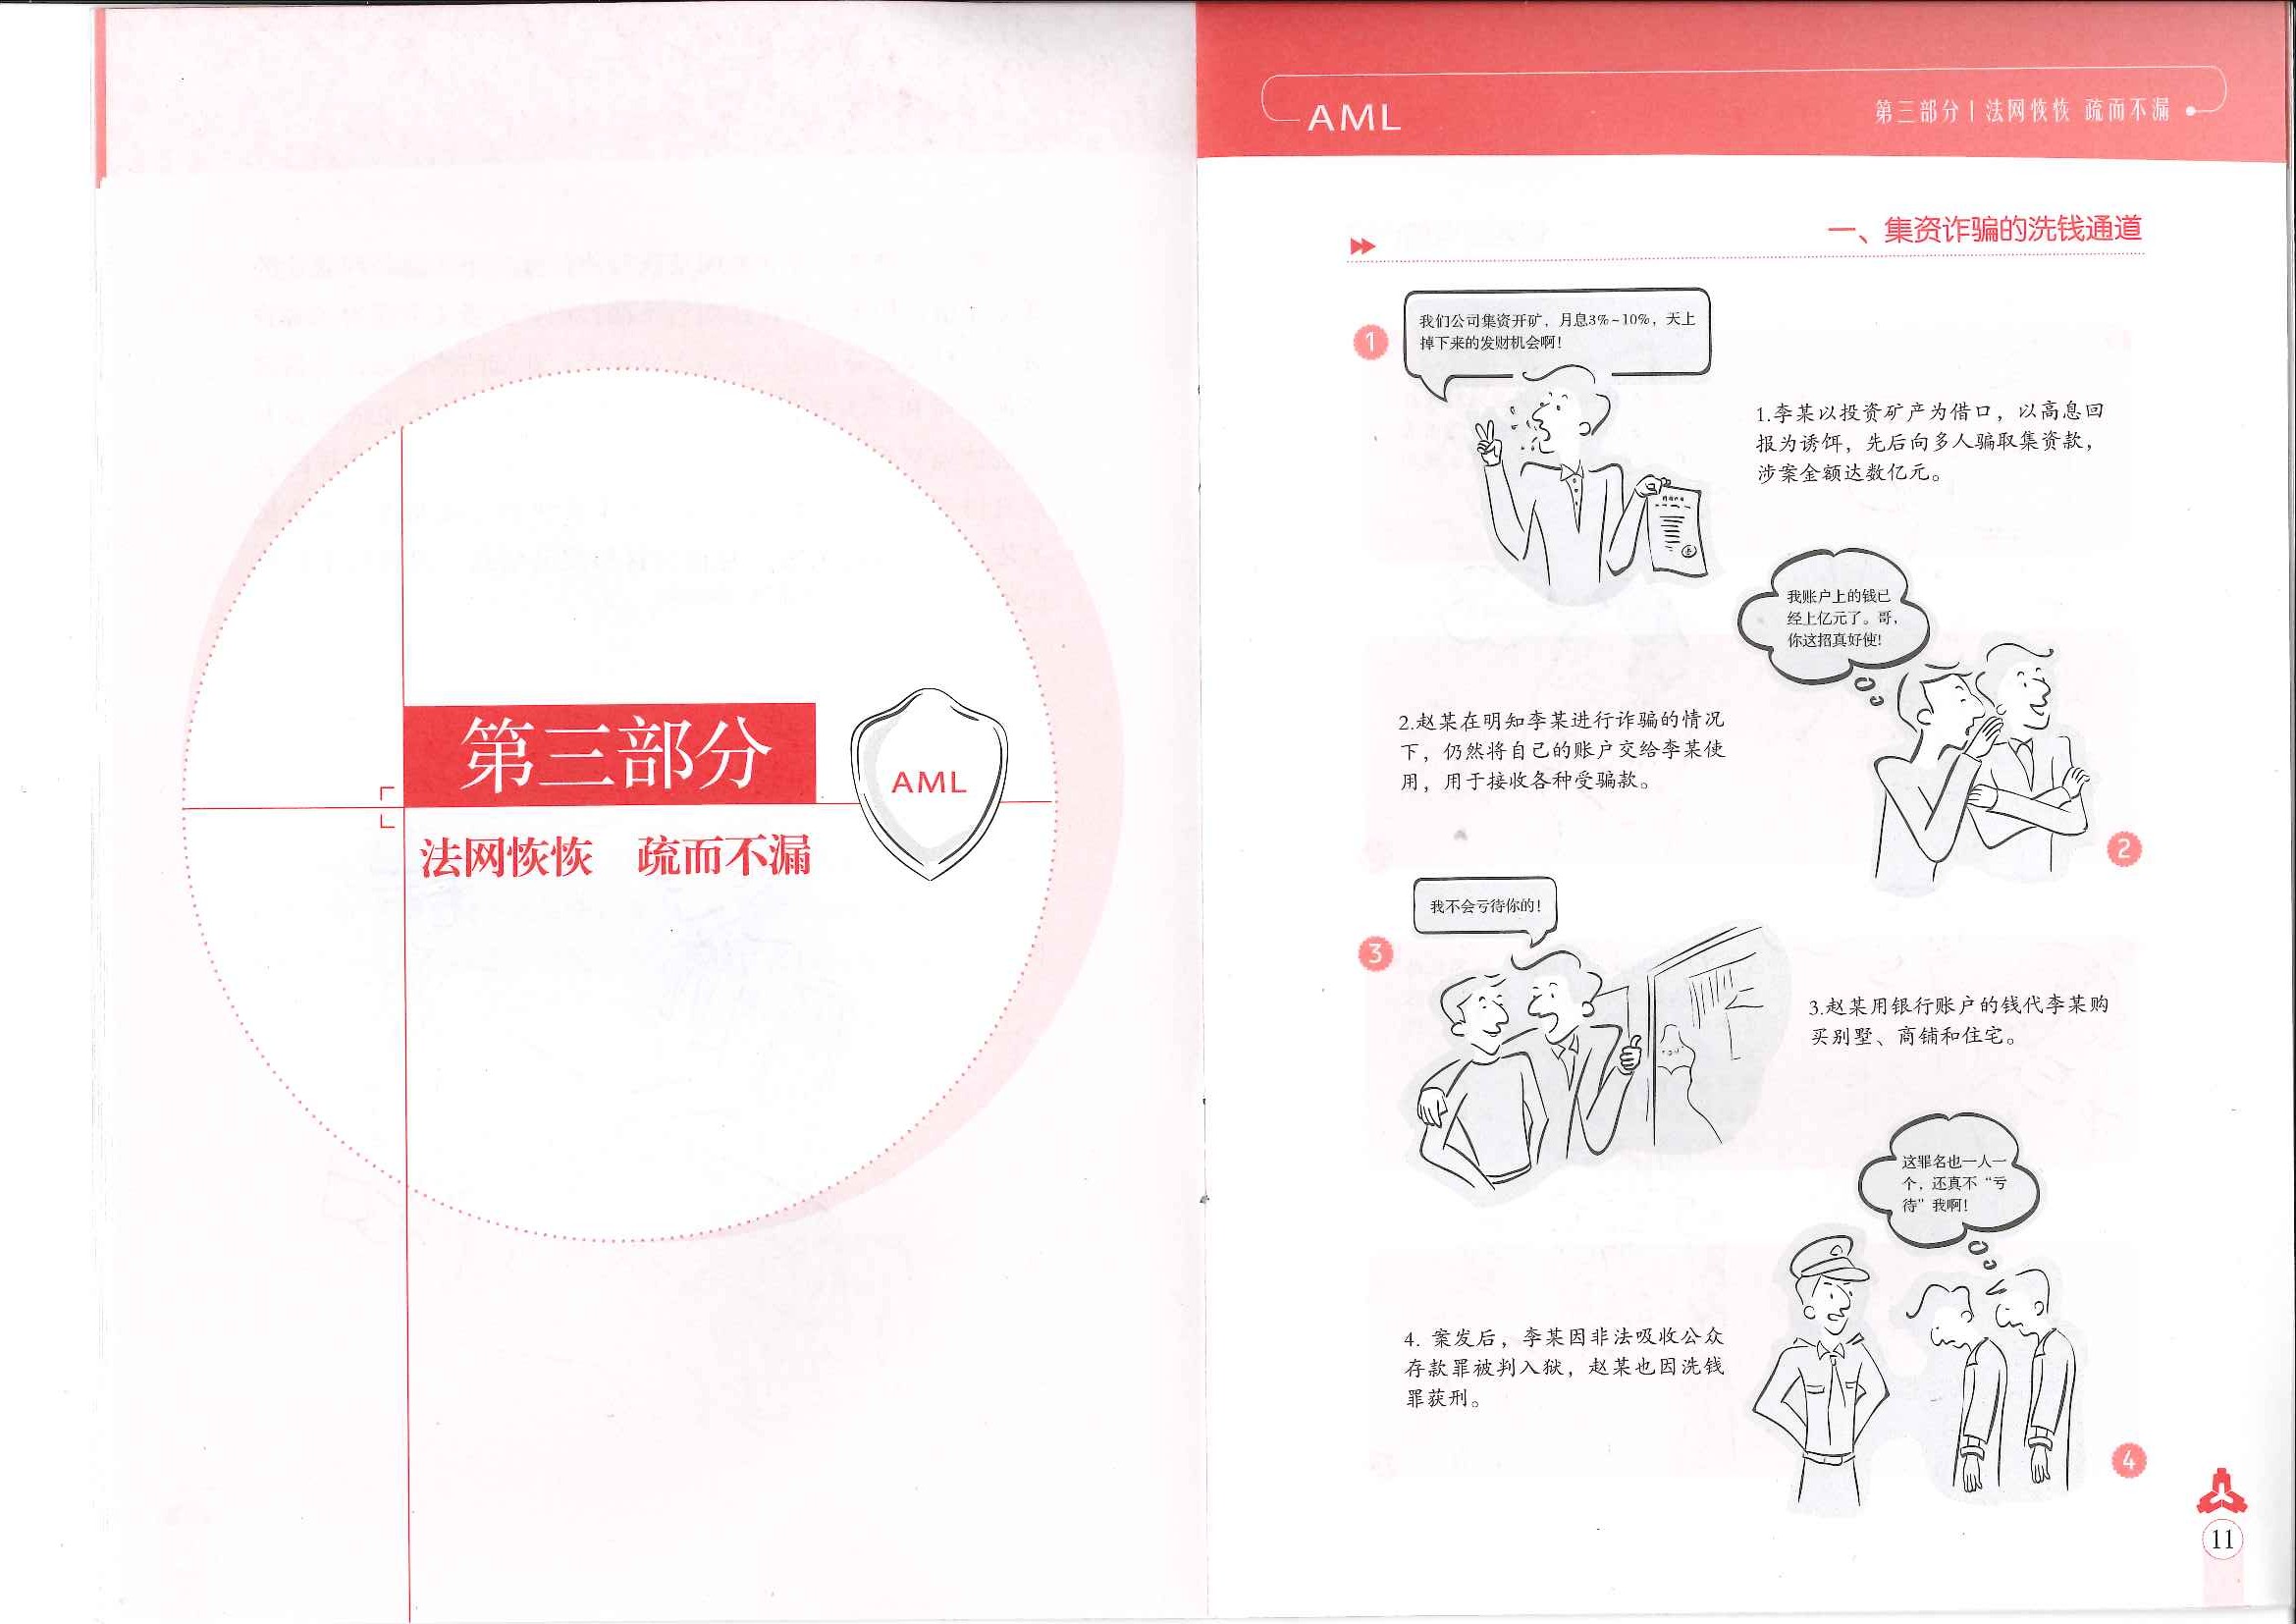 第三部分
AML
法网恢恢 疏而不漏
AML
第三部分 | 法网恢恢 疏而不漏
一、集资诈骗的洗钱通道
1
我们公司集资开矿，月息3%~10%，天上
掉下来的发财机会啊！
1.李某以投资矿产为借口，以高息回
报为诱饵，先后向多人骗取集资款，
涉案金额达数亿元。
我账户上的钱已
经上亿元了。哥，
你这招真好使！
2.赵某在明知李某进行诈骗的情况
下，仍然将自己的账户交给李某使
用，用于接收各种受骗款。
2
我不会亏待你的！
3
3.赵某用银行账户的钱代李某购
买别墅、商铺和住宅。
这罪名也一人一
个，还真不“亏
待”我啊！
4. 案发后，李某因非法吸收公众
存款罪被判入狱，赵某也因洗钱
罪获刑。
4
11